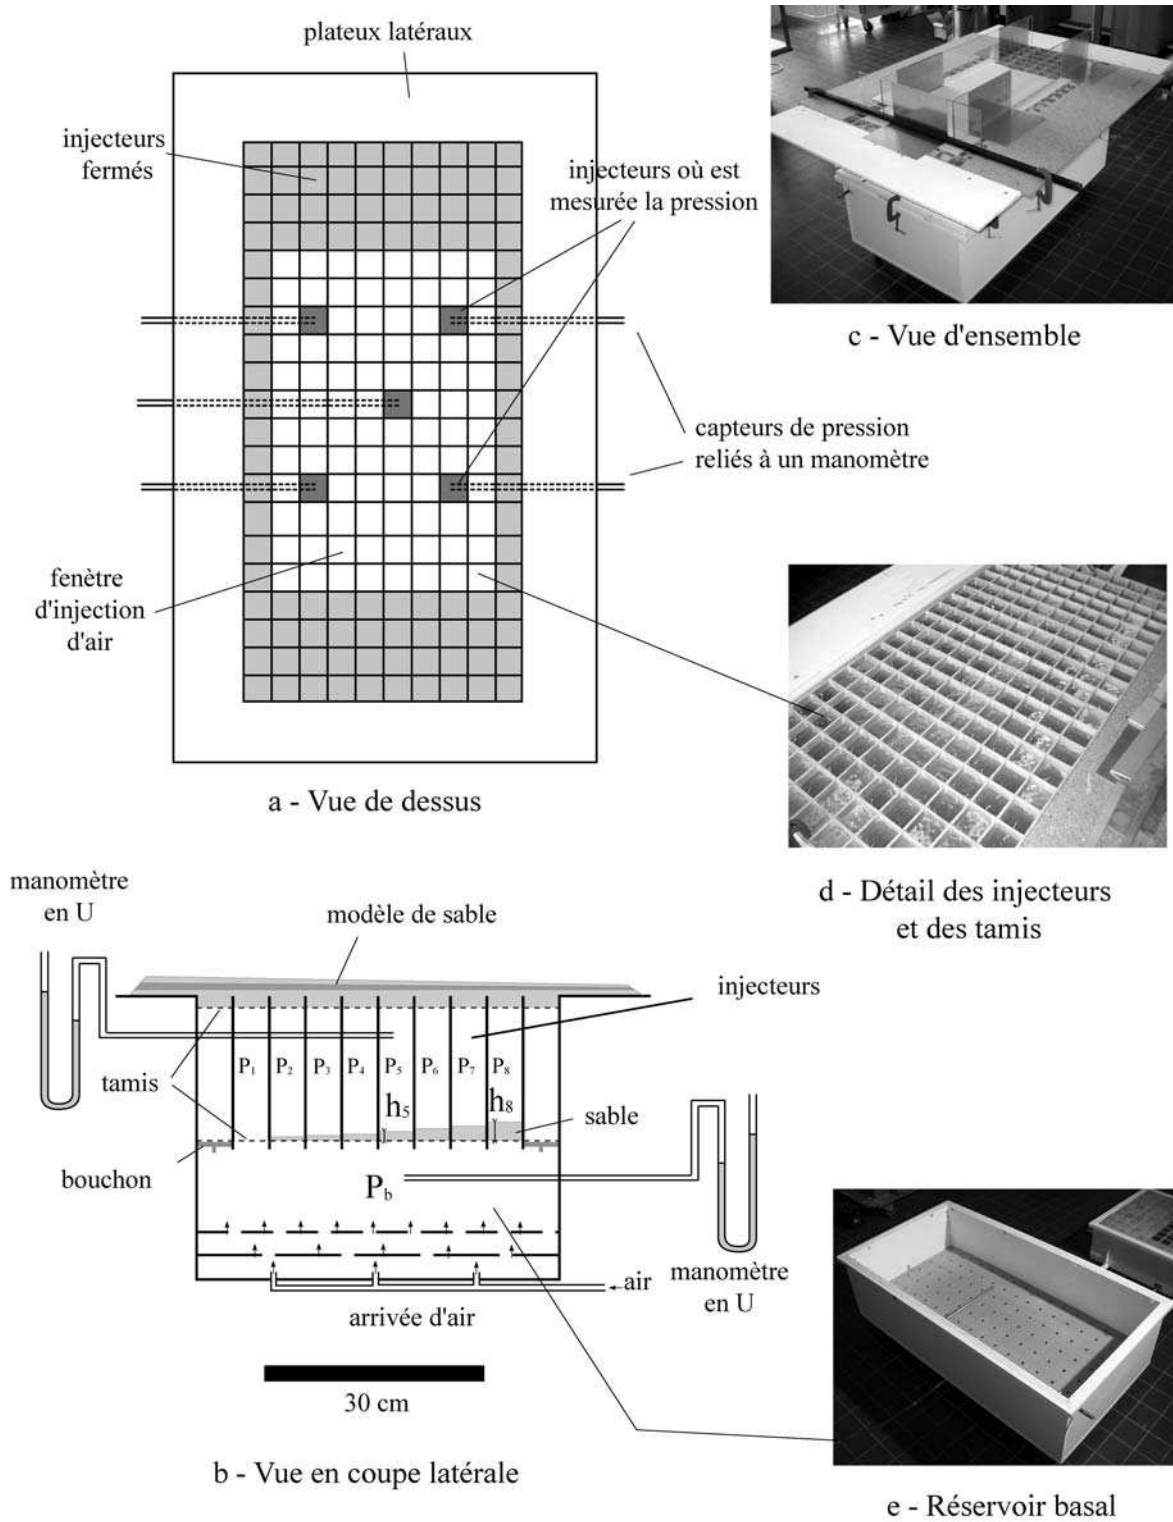 plateux latéraux
injecteurs
fermés
injecteurs où est
mesurée la pression
c - Vue d'ensemble
capteurs de pression
reliés à un manomètre
fenètre
d'injection
d'air
a - Vue de dessus
d - Détail des injecteurs
et des tamis
manomètre
en U
modèle de sable
injecteurs
P₁ P₂ P₃ P₄ P₅ P₆ P₇ P₈
tamis
h₅ h₈
sable
bouchon
P_b
manomètre
en U
air
arrivée d'air
30 cm
b - Vue en coupe latérale
e - Réservoir basal